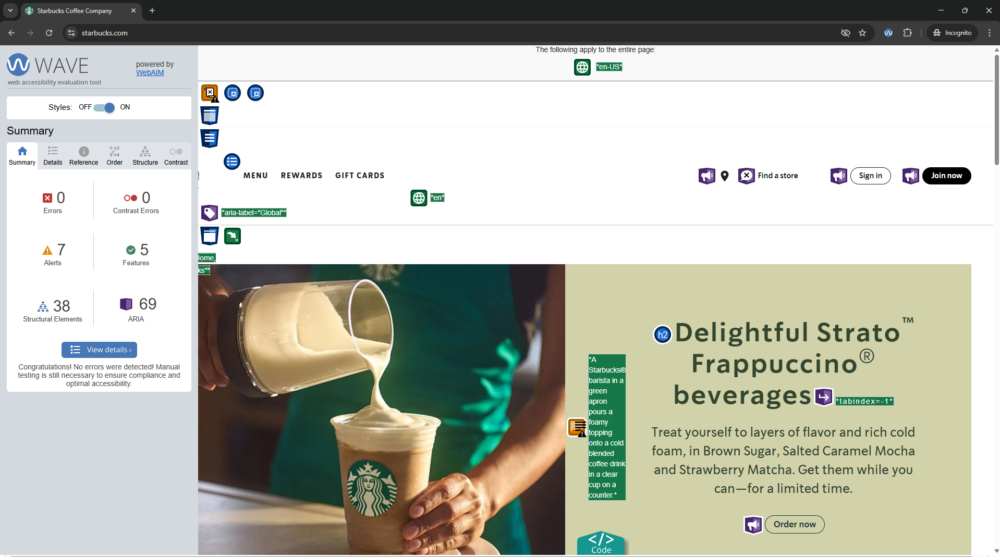 Starbucks Coffee Company
starbucks.com
Incognito
WAVE
powered by
WebAIM
web accessibility evaluation tool
Styles: OFF ON
Summary
Summary Details Reference Order Structure Contrast
0
Errors
0
Contrast Errors
7
Alerts
5
Features
38
Structural Elements
69
ARIA
View details ›
Congratulations! No errors were detected! Manual
testing is still necessary to ensure compliance and
optimal accessibility.
The following apply to the entire page:
*en-US*
MENU REWARDS GIFT CARDS
Find a store
Sign in
Join now
*en*
*aria-label="Global"*
Home,
ks"*
h2
Delightful Strato™
Frappuccino®
beverages
*tabindex=-1*
*A
Starbucks®
barista in a
green
apron
pours a
foamy
topping
onto a cold
blended
coffee drink
in a clear
cup on a
counter.*
Treat yourself to layers of flavor and rich cold
foam, in Brown Sugar, Salted Caramel Mocha
and Strawberry Matcha. Get them while you
can—for a limited time.
Order now
</>
Code